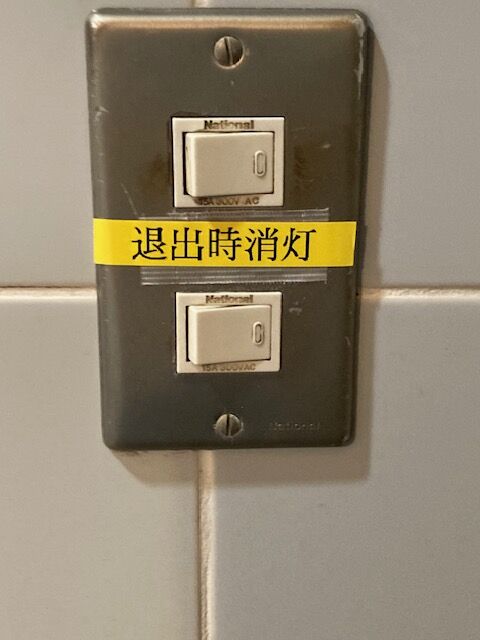 National
15A 300V AC
退出時消灯
National
15A 300VAC
National